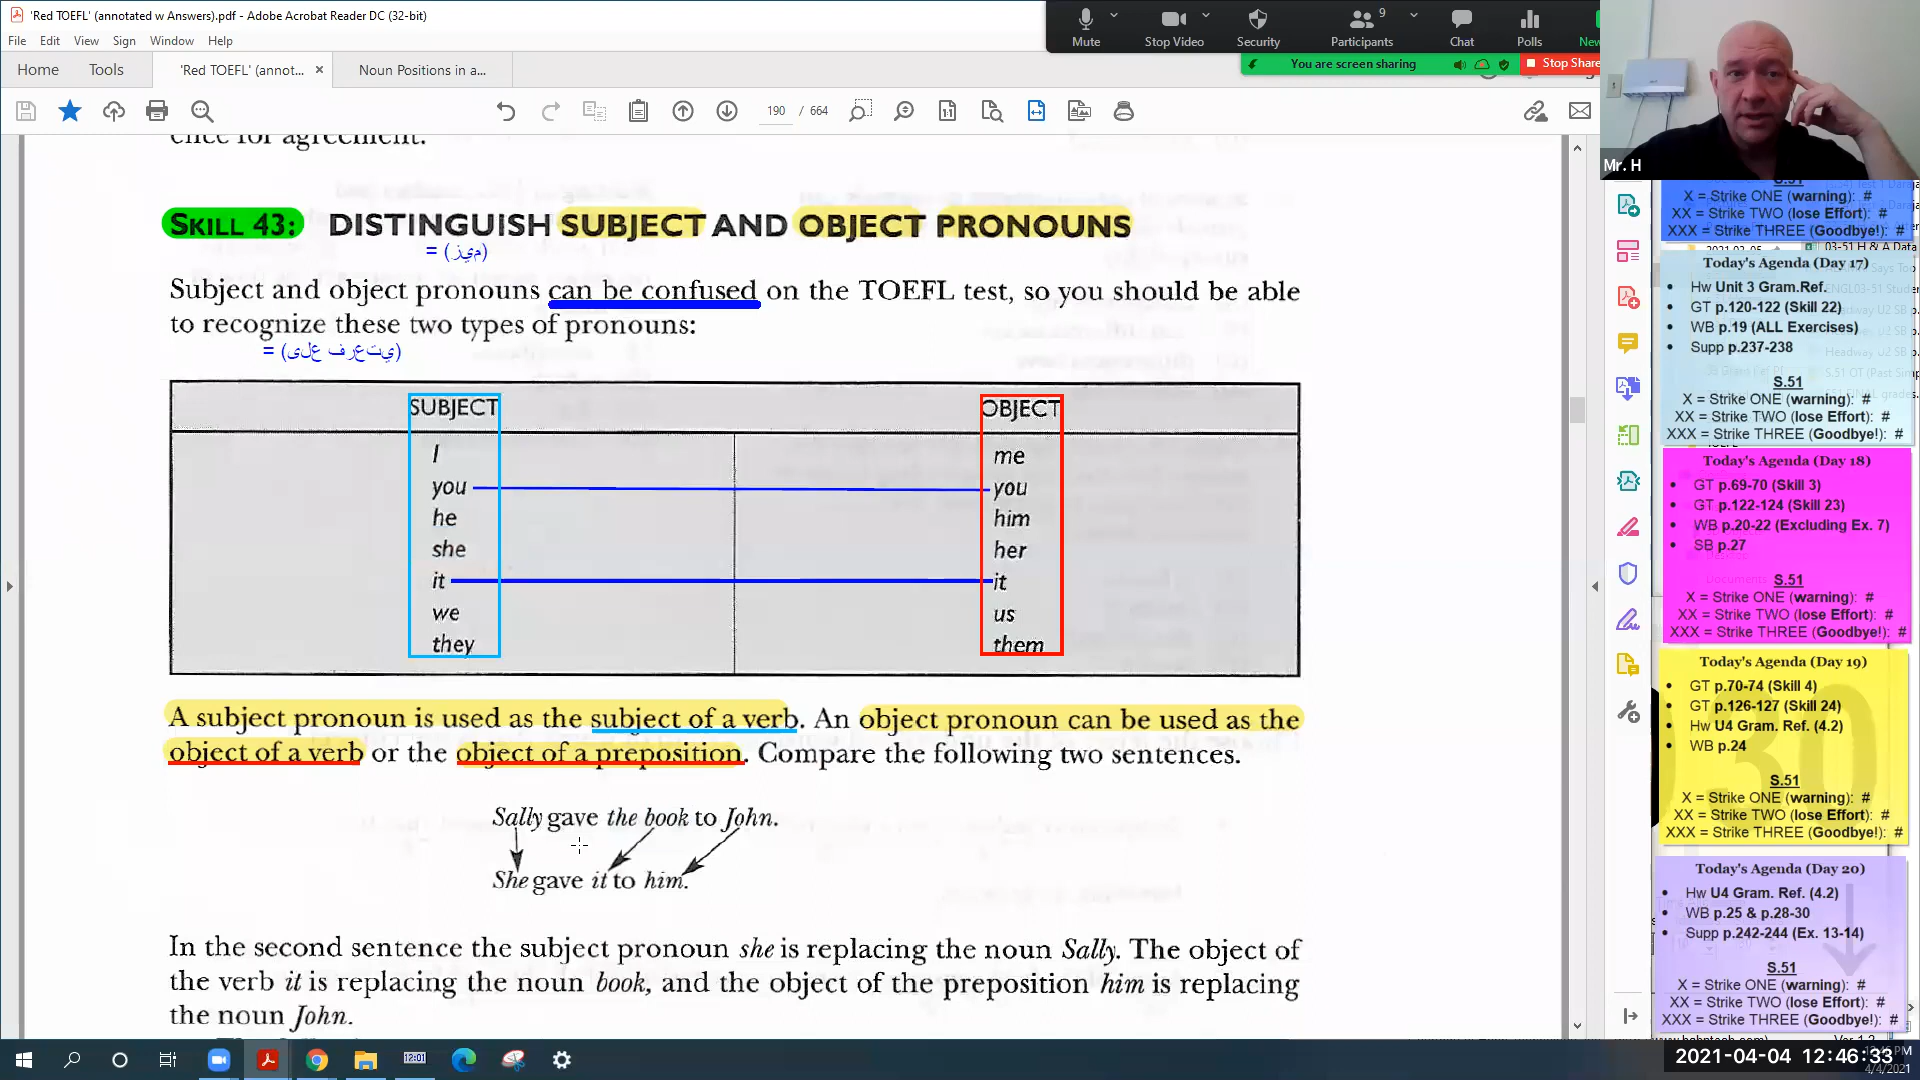 'Red TOEFL' (annotated w Answers).pdf - Adobe Acrobat Reader DC (32-bit)
File Edit View Sign Window Help
Home Tools 'Red TOEFL' (annot... × Noun Positions in a...
190 / 664
Mute Stop Video Security Participants 9 Chat Polls New
You are screen sharing Stop Share
Mr. H
ence for agreement.
SKILL 43: DISTINGUISH SUBJECT AND OBJECT PRONOUNS
= (ميزي)
Subject and object pronouns can be confused on the TOEFL test, so you should be able
to recognize these two types of pronouns:
= (يتعرف على)
SUBJECT OBJECT
I me
you you
he him
she her
it it
we us
they them
A subject pronoun is used as the subject of a verb. An object pronoun can be used as the
object of a verb or the object of a preposition. Compare the following two sentences.
Sally gave the book to John.
She gave it to him.
In the second sentence the subject pronoun she is replacing the noun Sally. The object of
the verb it is replacing the noun book, and the object of the preposition him is replacing
the noun John.
S.51
X = Strike ONE (warning): #
XX = Strike TWO (lose Effort): #
XXX = Strike THREE (Goodbye!): #
Today's Agenda (Day 17)
• Hw Unit 3 Gram.Ref.
• GT p.120-122 (Skill 22)
• WB p.19 (ALL Exercises)
• Supp p.237-238
S.51
X = Strike ONE (warning): #
XX = Strike TWO (lose Effort): #
XXX = Strike THREE (Goodbye!): #
Today's Agenda (Day 18)
• GT p.69-70 (Skill 3)
• GT p.122-124 (Skill 23)
• WB p.20-22 (Excluding Ex. 7)
• SB p.27
S.51
X = Strike ONE (warning): #
XX = Strike TWO (lose Effort): #
XXX = Strike THREE (Goodbye!): #
Today's Agenda (Day 19)
• GT p.70-74 (Skill 4)
• GT p.126-127 (Skill 24)
• Hw U4 Gram. Ref. (4.2)
• WB p.24
S.51
X = Strike ONE (warning): #
XX = Strike TWO (lose Effort): #
XXX = Strike THREE (Goodbye!): #
Today's Agenda (Day 20)
• Hw U4 Gram. Ref. (4.2)
• WB p.25 & p.28-30
• Supp p.242-244 (Ex. 13-14)
S.51
X = Strike ONE (warning): #
XX = Strike TWO (lose Effort): #
XXX = Strike THREE (Goodbye!): #
12:01
2021-04-04 12:46:33
4/4/2021